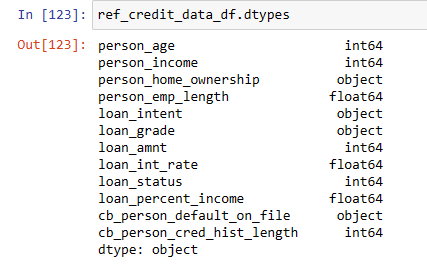 In [123]: ref_credit_data_df.dtypes
Out[123]: person_age int64
person_income int64
person_home_ownership object
person_emp_length float64
loan_intent object
loan_grade object
loan_amnt int64
loan_int_rate float64
loan_status int64
loan_percent_income float64
cb_person_default_on_file object
cb_person_cred_hist_length int64
dtype: object